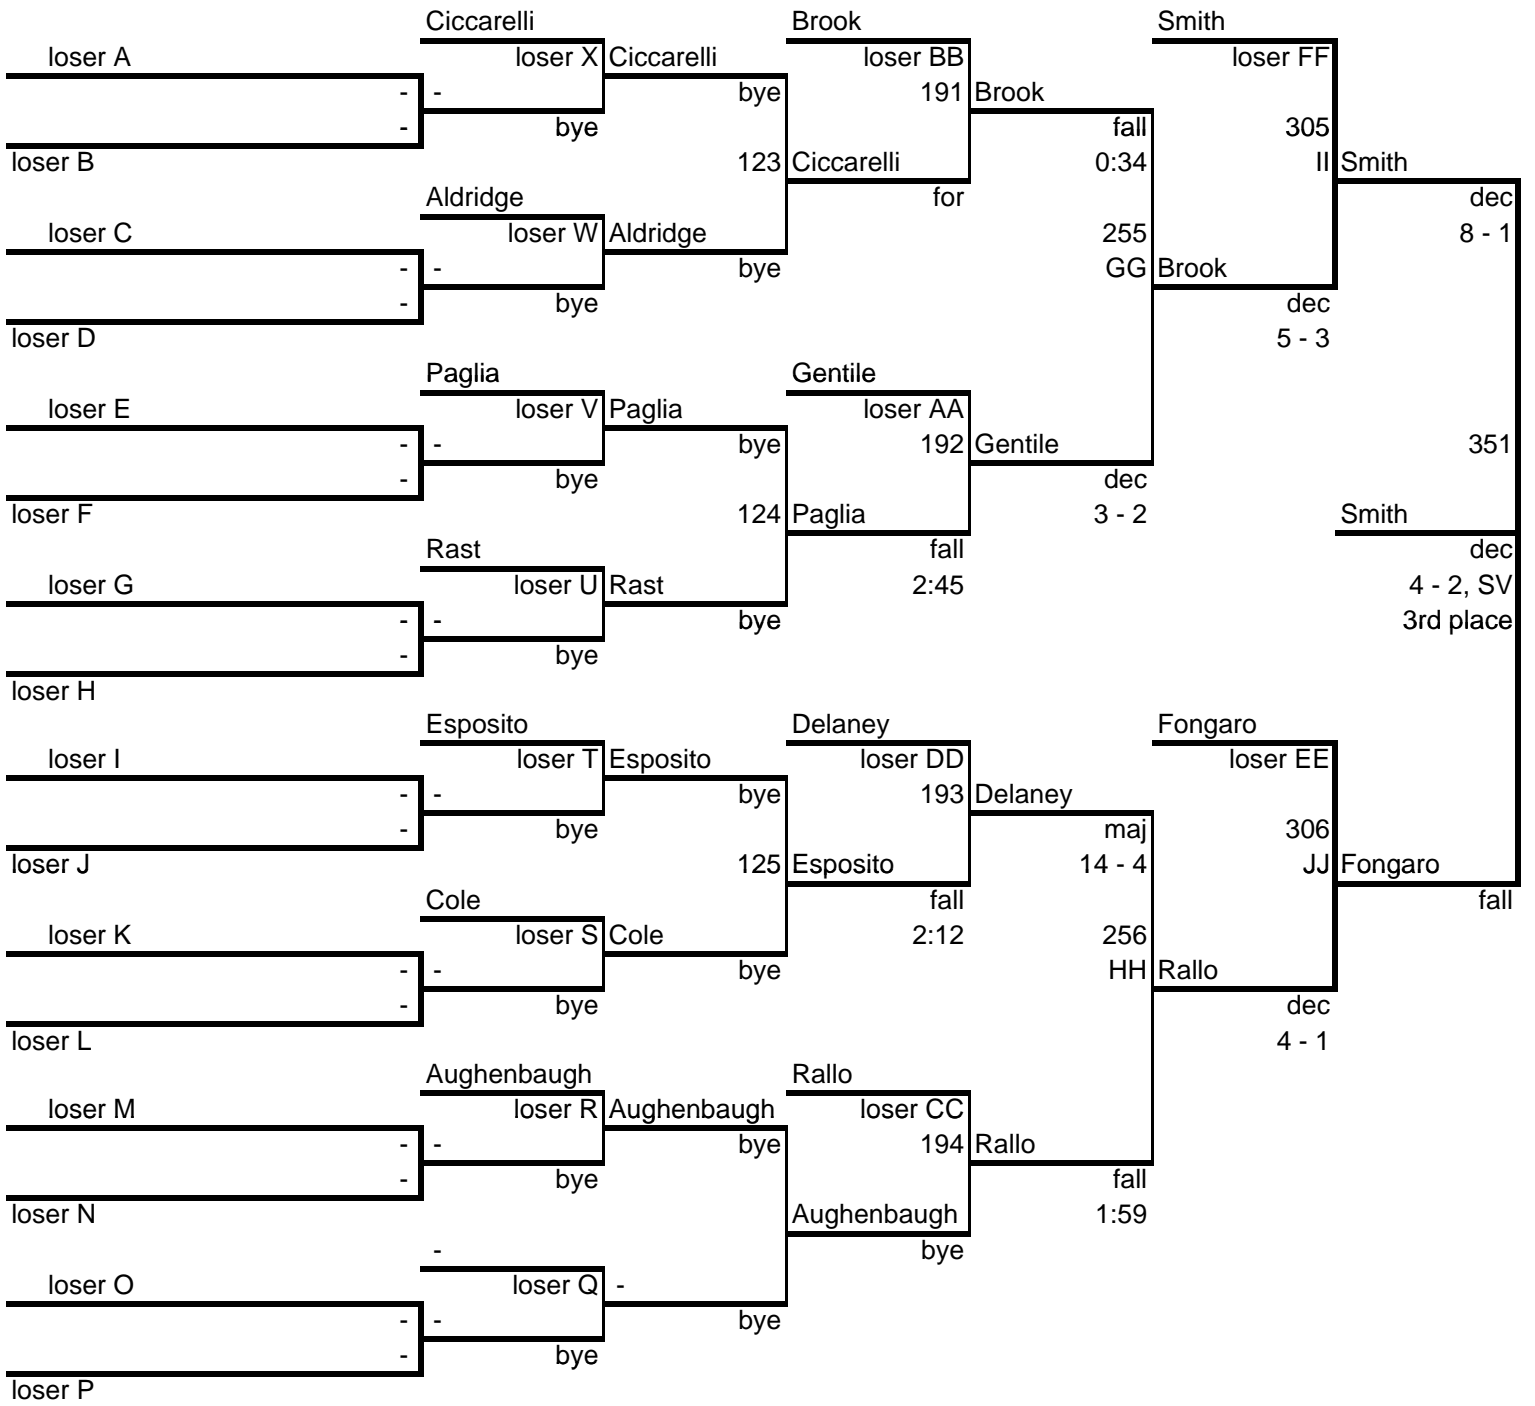 Ciccarelli Brook Smith
loser A loser X Ciccarelli loser BB loser FF
- - bye 191 Brook
- bye fall 305
loser B 123 Ciccarelli 0:34 II Smith
Aldridge for dec
loser C loser W Aldridge 255 8 - 1
- - bye GG Brook
- bye dec
loser D 5 - 3
Paglia Gentile
loser E loser V Paglia loser AA
- - bye 192 Gentile 351
- bye dec
loser F 124 Paglia 3 - 2 Smith
Rast fall dec
loser G loser U Rast 2:45 4 - 2, SV
- - bye 3rd place
- bye
loser H
Esposito Delaney Fongaro
loser I loser T Esposito loser DD loser EE
- - bye 193 Delaney
- bye maj 306
loser J 125 Esposito 14 - 4 JJ Fongaro
Cole fall fall
loser K loser S Cole 2:12 256
- - bye HH Rallo
- bye dec
loser L 4 - 1
Aughenbaugh Rallo
loser M loser R Aughenbaugh loser CC
- - bye 194 Rallo
- bye fall
loser N Aughenbaugh 1:59
- bye
loser O loser Q -
- - bye
- bye
loser P